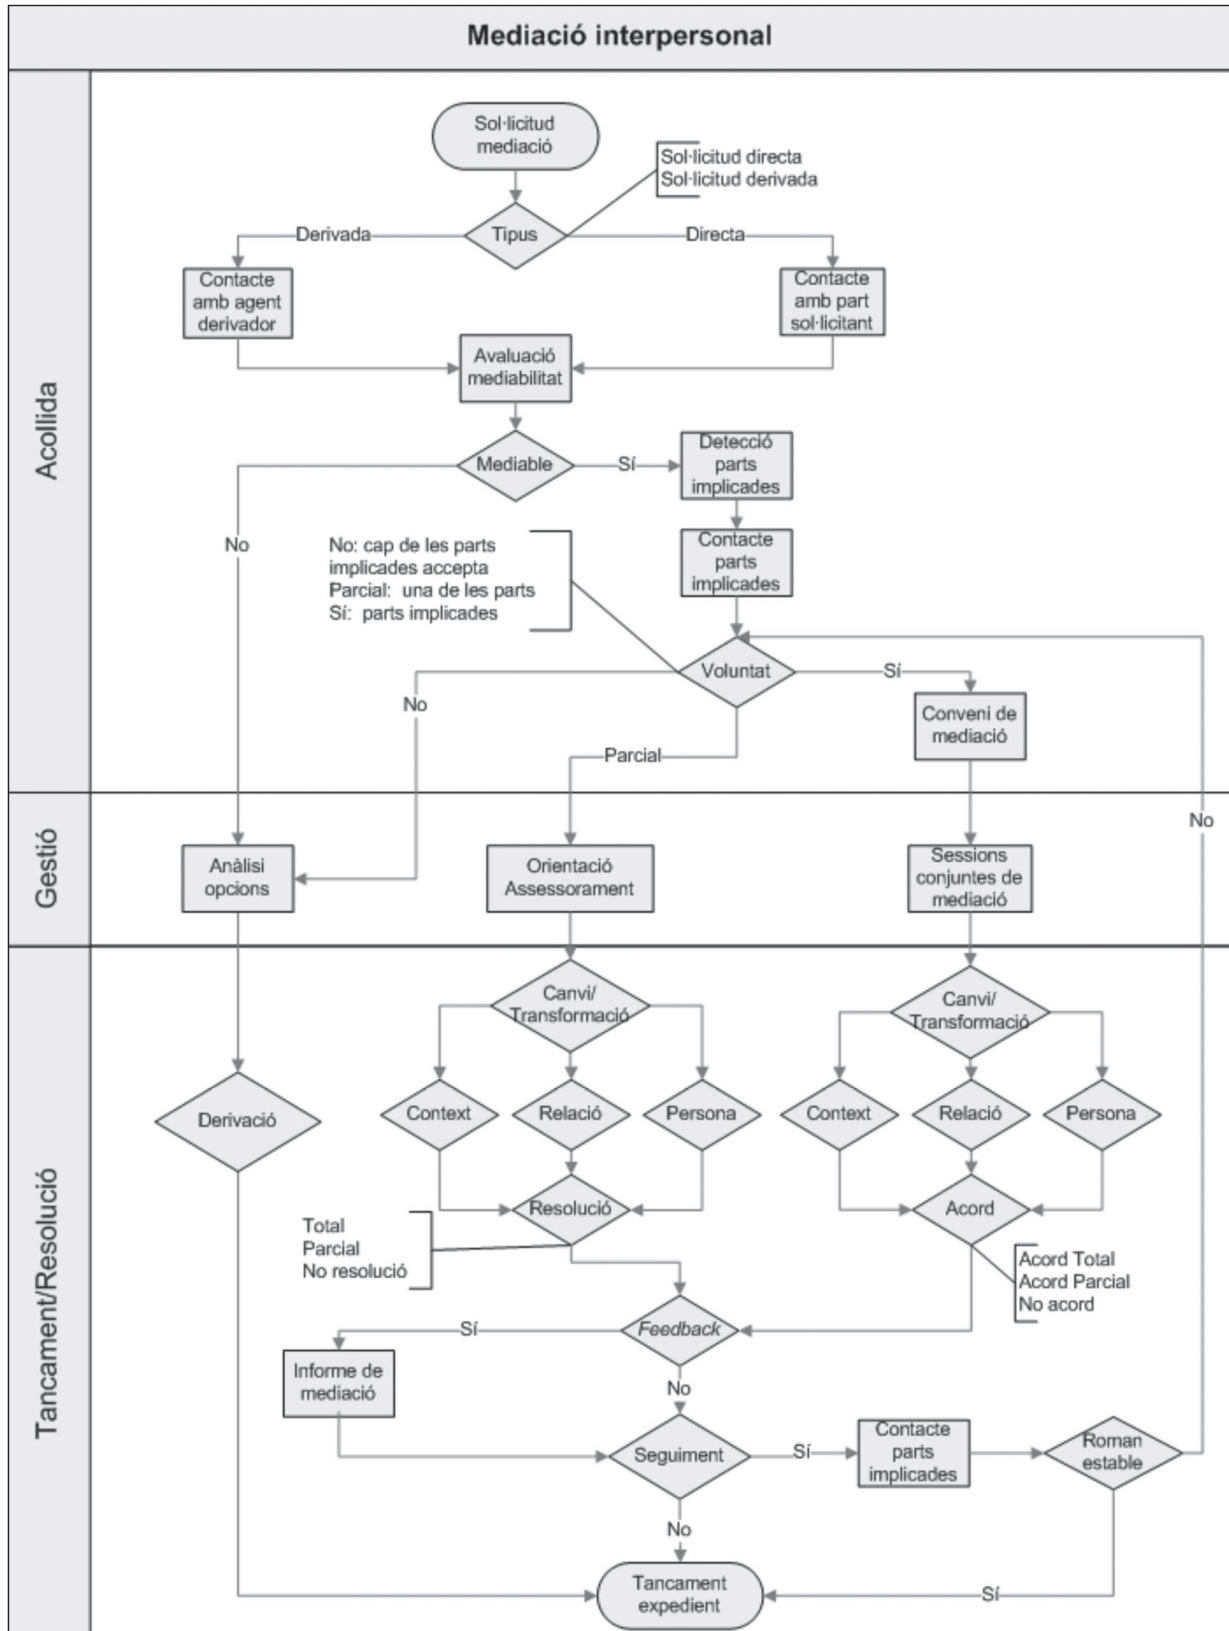 Mediació interpersonal
Acollida
Sol·licitud
mediació
Sol·licitud directa
Sol·licitud derivada
Derivada
Tipus
Directa
Contacte
amb agent
derivador
Contacte
amb part
sol·licitant
Avaluació
mediabilitat
Mediable
Sí
Detecció
parts
implicades
No
No: cap de les parts
implicades accepta
Parcial: una de les parts
Sí: parts implicades
Contacte
parts
implicades
Voluntat
Sí
No
Conveni de
mediació
Parcial
Gestió
No
Anàlisi
opcions
Orientació
Assessorament
Sessions
conjuntes de
mediació
Tancament/Resolució
Canvi/
Transformació
Canvi/
Transformació
Derivació
Context
Relació
Persona
Context
Relació
Persona
Resolució
Acord
Total
Parcial
No resolució
Acord Total
Acord Parcial
No acord
Sí
Feedback
Informe de
mediació
No
Seguiment
Sí
Contacte
parts
implicades
Roman
estable
No
Tancament
expedient
Sí